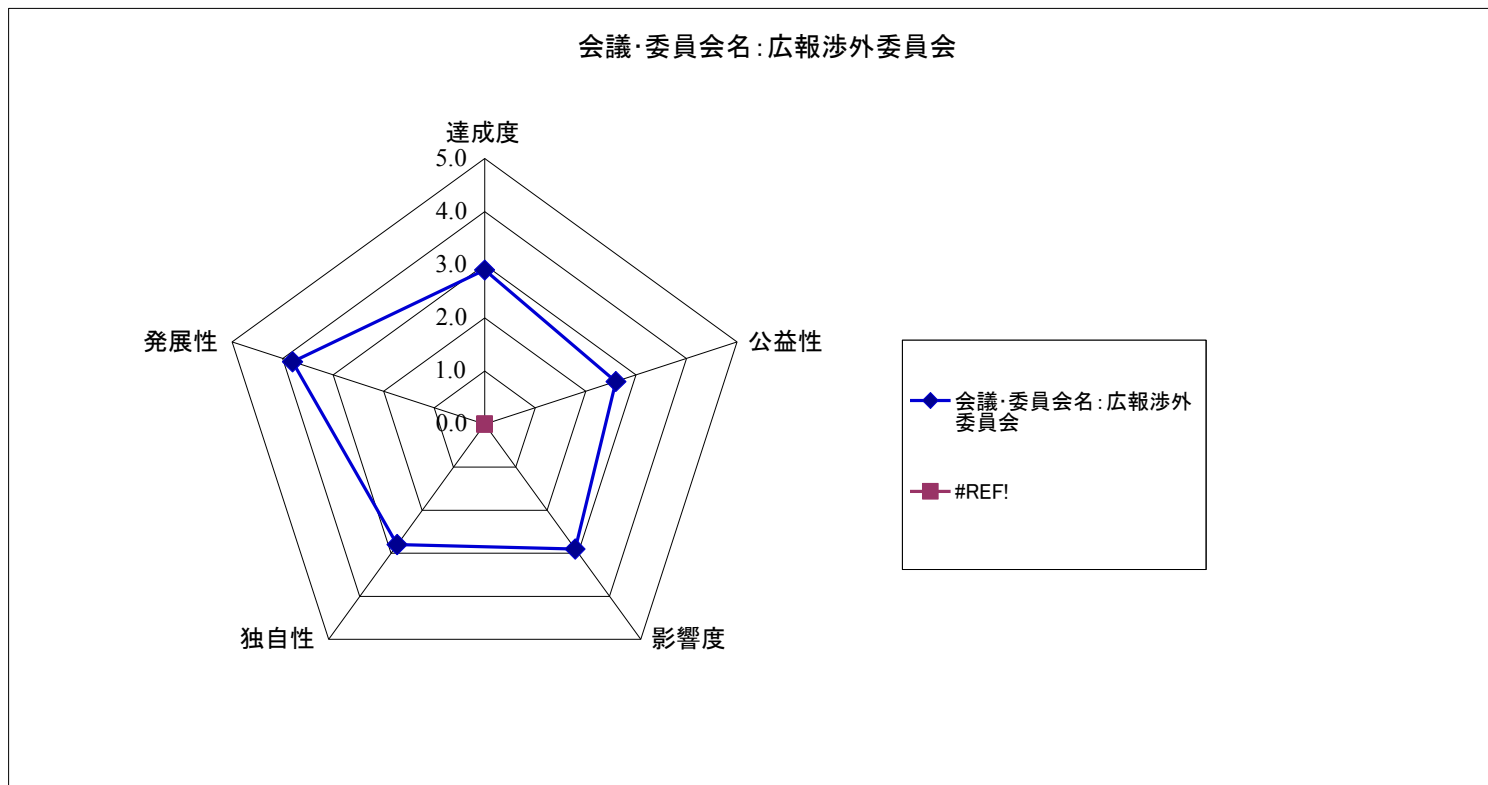 会議・委員会名：広報渉外委員会
達成度
5.0
4.0
3.0
2.0
1.0
0.0
公益性
影響度
独自性
発展性
会議・委員会名：広報渉外
委員会
#REF!